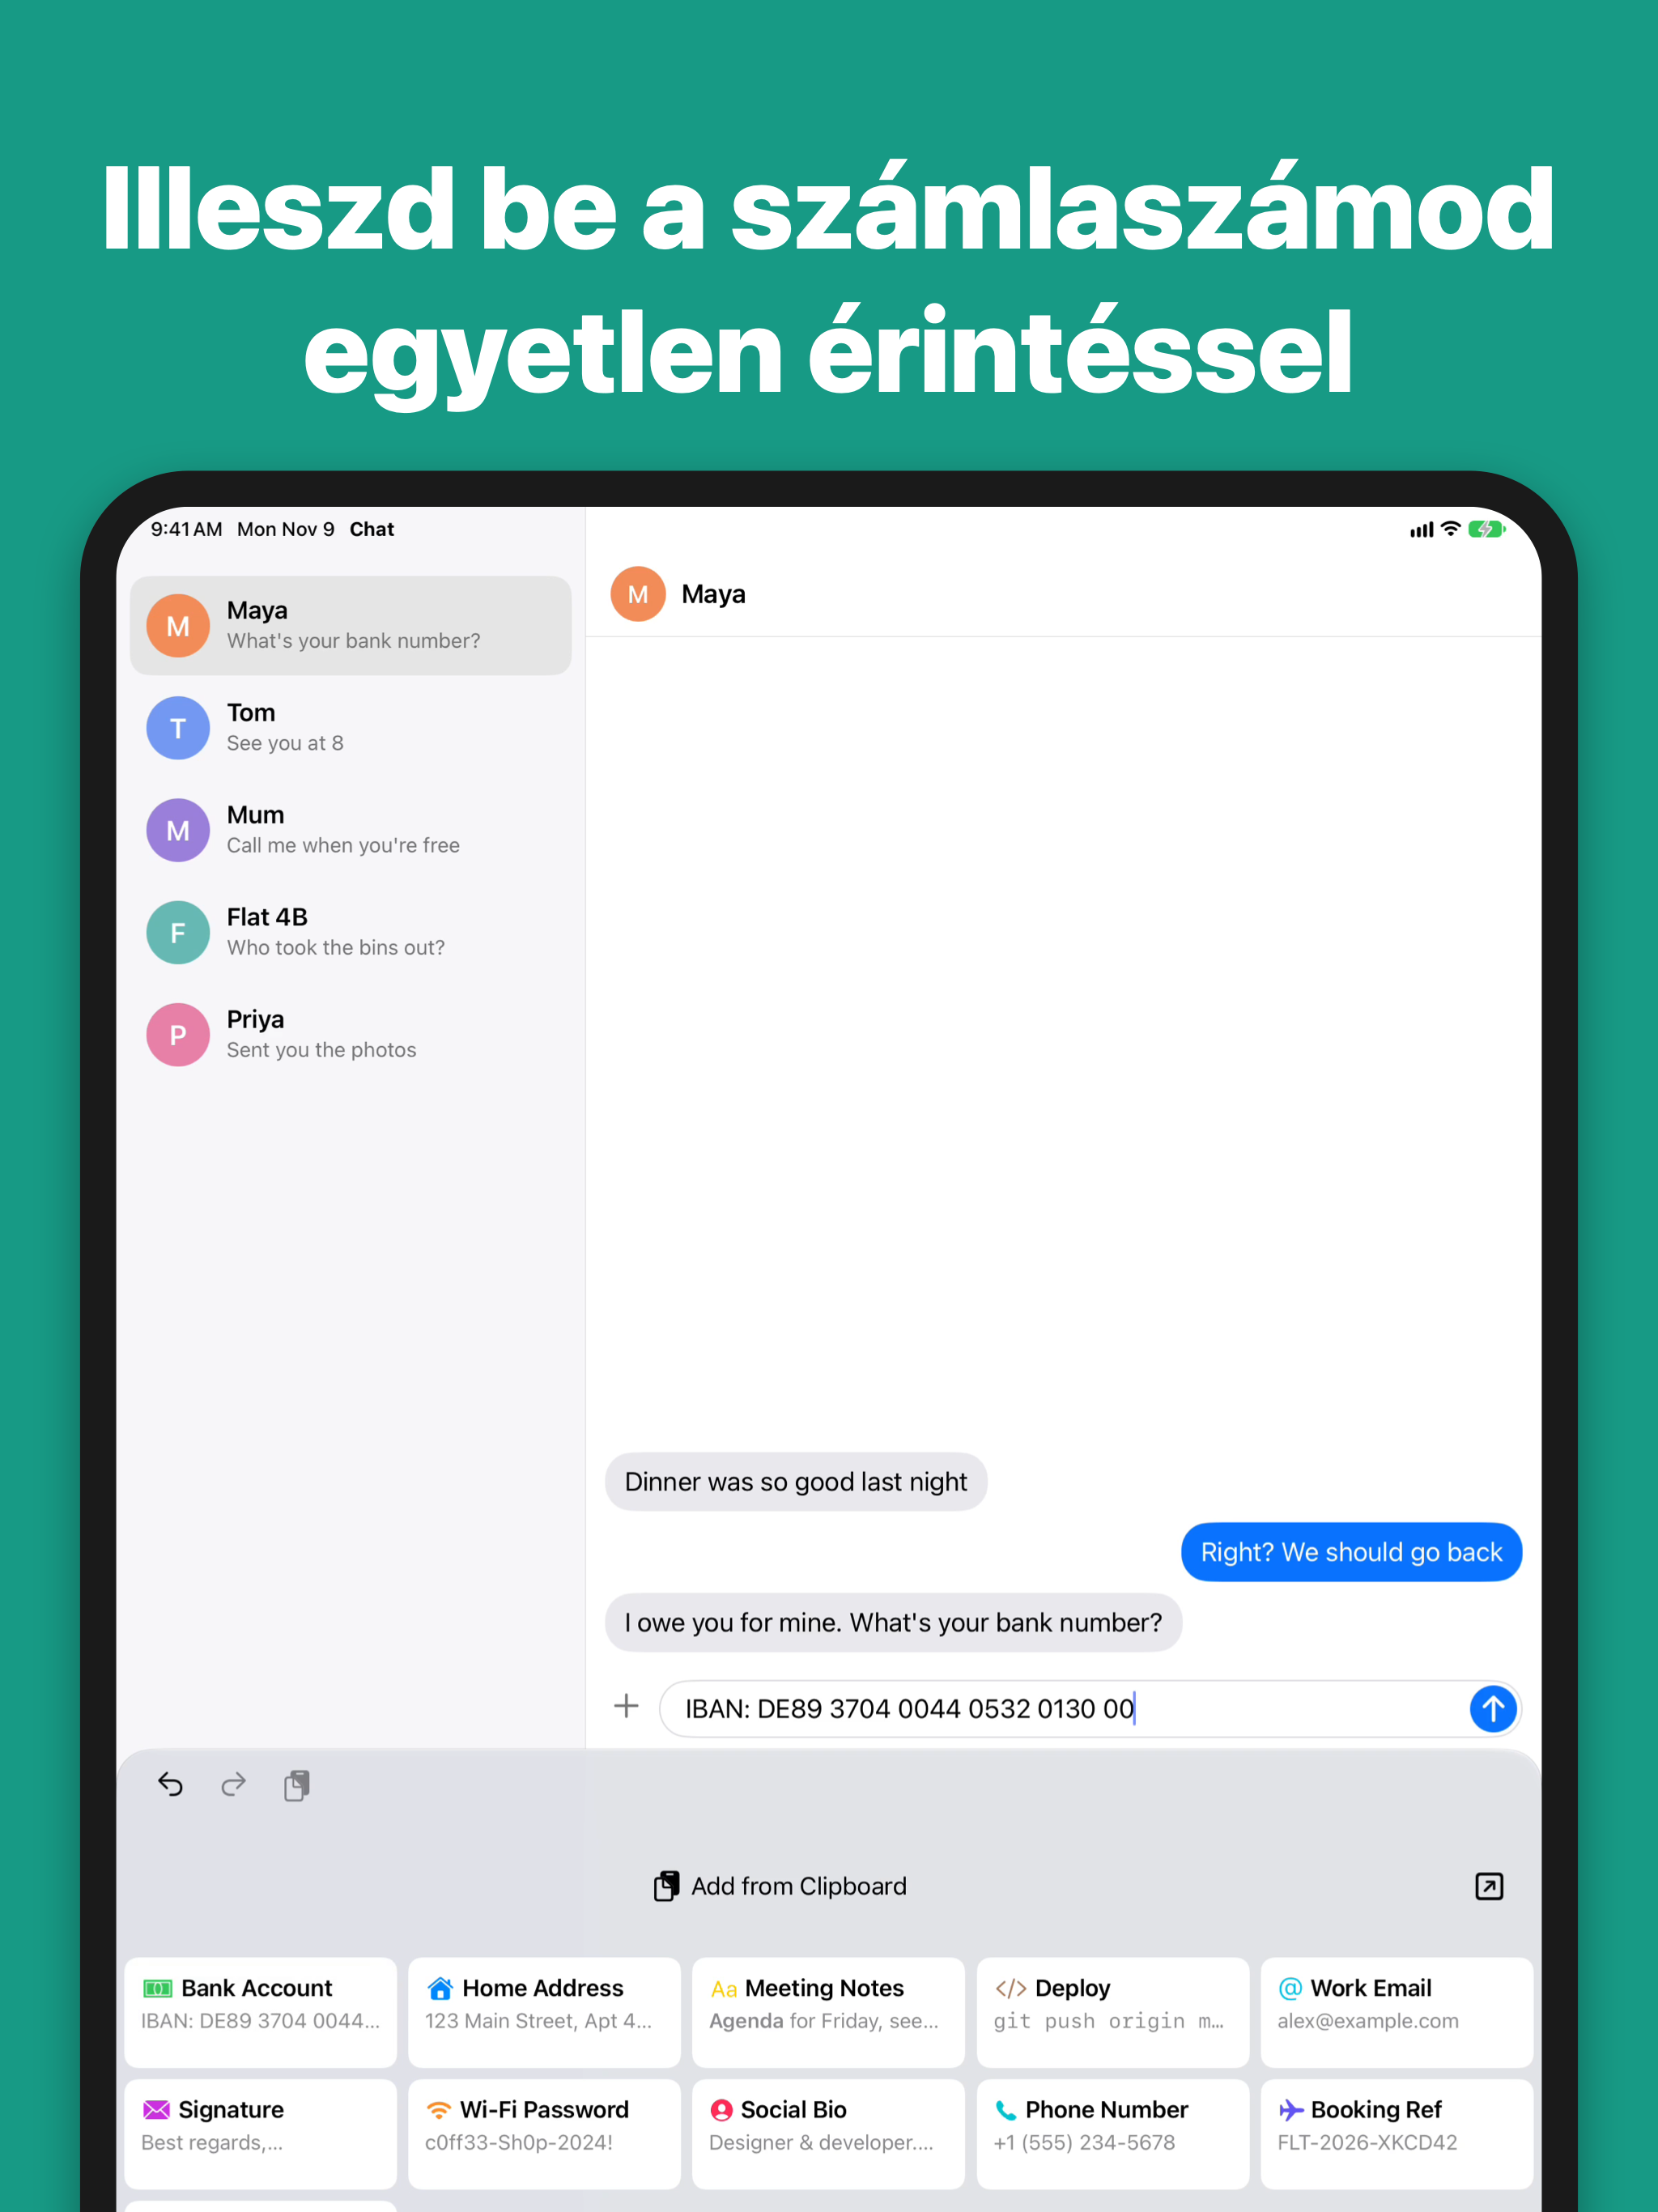 Illeszd be a számlaszámod
egyetlen érintéssel
9:41 AM Mon Nov 9 Chat
M Maya
What's your bank number?
T Tom
See you at 8
M Mum
Call me when you're free
F Flat 4B
Who took the bins out?
P Priya
Sent you the photos
M Maya
Dinner was so good last night
Right? We should go back
I owe you for mine. What's your bank number?
IBAN: DE89 3704 0044 0532 0130 00
Add from Clipboard
Bank Account
IBAN: DE89 3704 0044...
Home Address
123 Main Street, Apt 4...
Aa Meeting Notes
Agenda for Friday, see...
</> Deploy
git push origin m...
@ Work Email
alex@example.com
Signature
Best regards,...
Wi-Fi Password
c0ff33-Sh0p-2024!
Social Bio
Designer & developer....
Phone Number
+1 (555) 234-5678
Booking Ref
FLT-2026-XKCD42